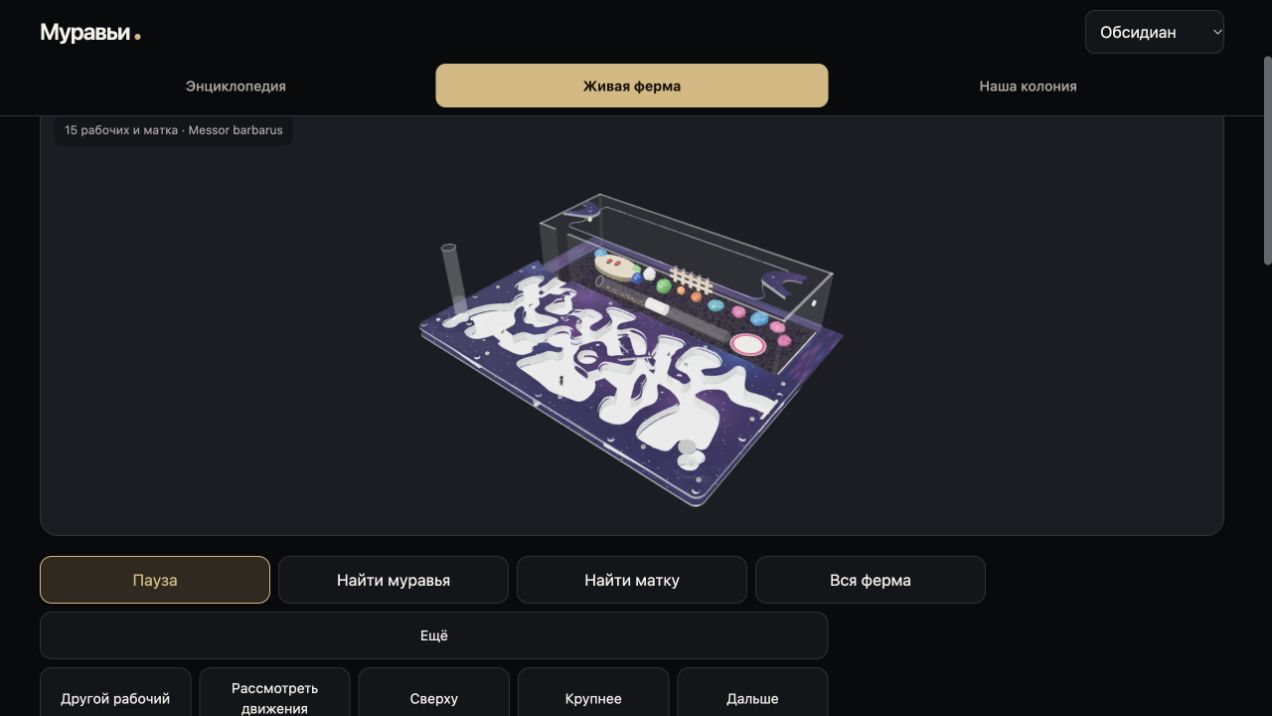 Муравьи.
Обсидиан
Энциклопедия
Живая ферма
Наша колония
15 рабочих и матка · Messor barbarus
Пауза
Найти муравья
Найти матку
Вся ферма
Ещё
Другой рабочий
Рассмотреть
движения
Сверху
Крупнее
Дальше